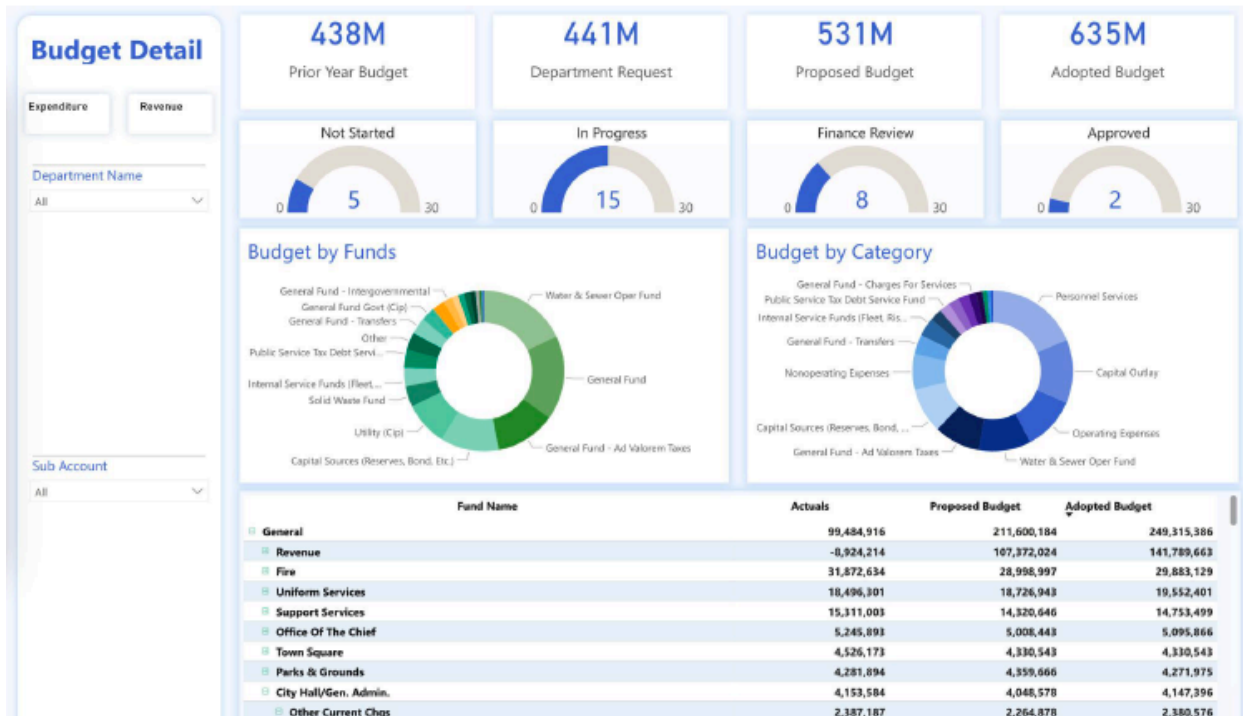 Budget Detail
Expenditure
Revenue
Department Name
All
Sub Account
All
438M
Prior Year Budget
441M
Department Request
531M
Proposed Budget
635M
Adopted Budget
Not Started
5
0
30
In Progress
15
0
30
Finance Review
8
0
30
Approved
2
0
30
Budget by Funds
General Fund - Intergovernmental
General Fund Govt (Cip)
General Fund - Transfers
Other
Public Service Tax Debt Servi...
Internal Service Funds (Fleet,...
Solid Waste Fund
Utility (Cip)
Capital Sources (Reserves, Bond, Etc.)
Water & Sewer Oper Fund
General Fund
General Fund - Ad Valorem Taxes
Budget by Category
General Fund - Charges For Services
Public Service Tax Debt Service Fund
Internal Service Funds (Fleet, Ris...
General Fund - Transfers
Nonoperating Expenses
Capital Sources (Reserves, Bond, ...
General Fund - Ad Valorem Taxes
Personnel Services
Capital Outlay
Operating Expenses
Water & Sewer Oper Fund
Fund Name Actuals Proposed Budget Adopted Budget
General 99,484,916 211,600,184 249,315,386
Revenue -8,924,214 107,372,024 141,789,663
Fire 31,872,634 28,998,997 29,883,129
Uniform Services 18,496,301 18,726,943 19,552,401
Support Services 15,311,003 14,320,646 14,753,499
Office Of The Chief 5,245,893 5,008,443 5,095,866
Town Square 4,526,173 4,330,543 4,330,543
Parks & Grounds 4,281,894 4,359,666 4,271,975
City Hall/Gen. Admin. 4,153,584 4,048,578 4,147,396
Other Current Chgs 2,387,187 2,264,878 2,380,576